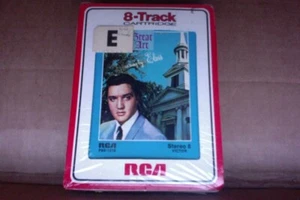 8-Track
CARTRIDGE
E
Great
Art
RCA
Stereo 8
RCA